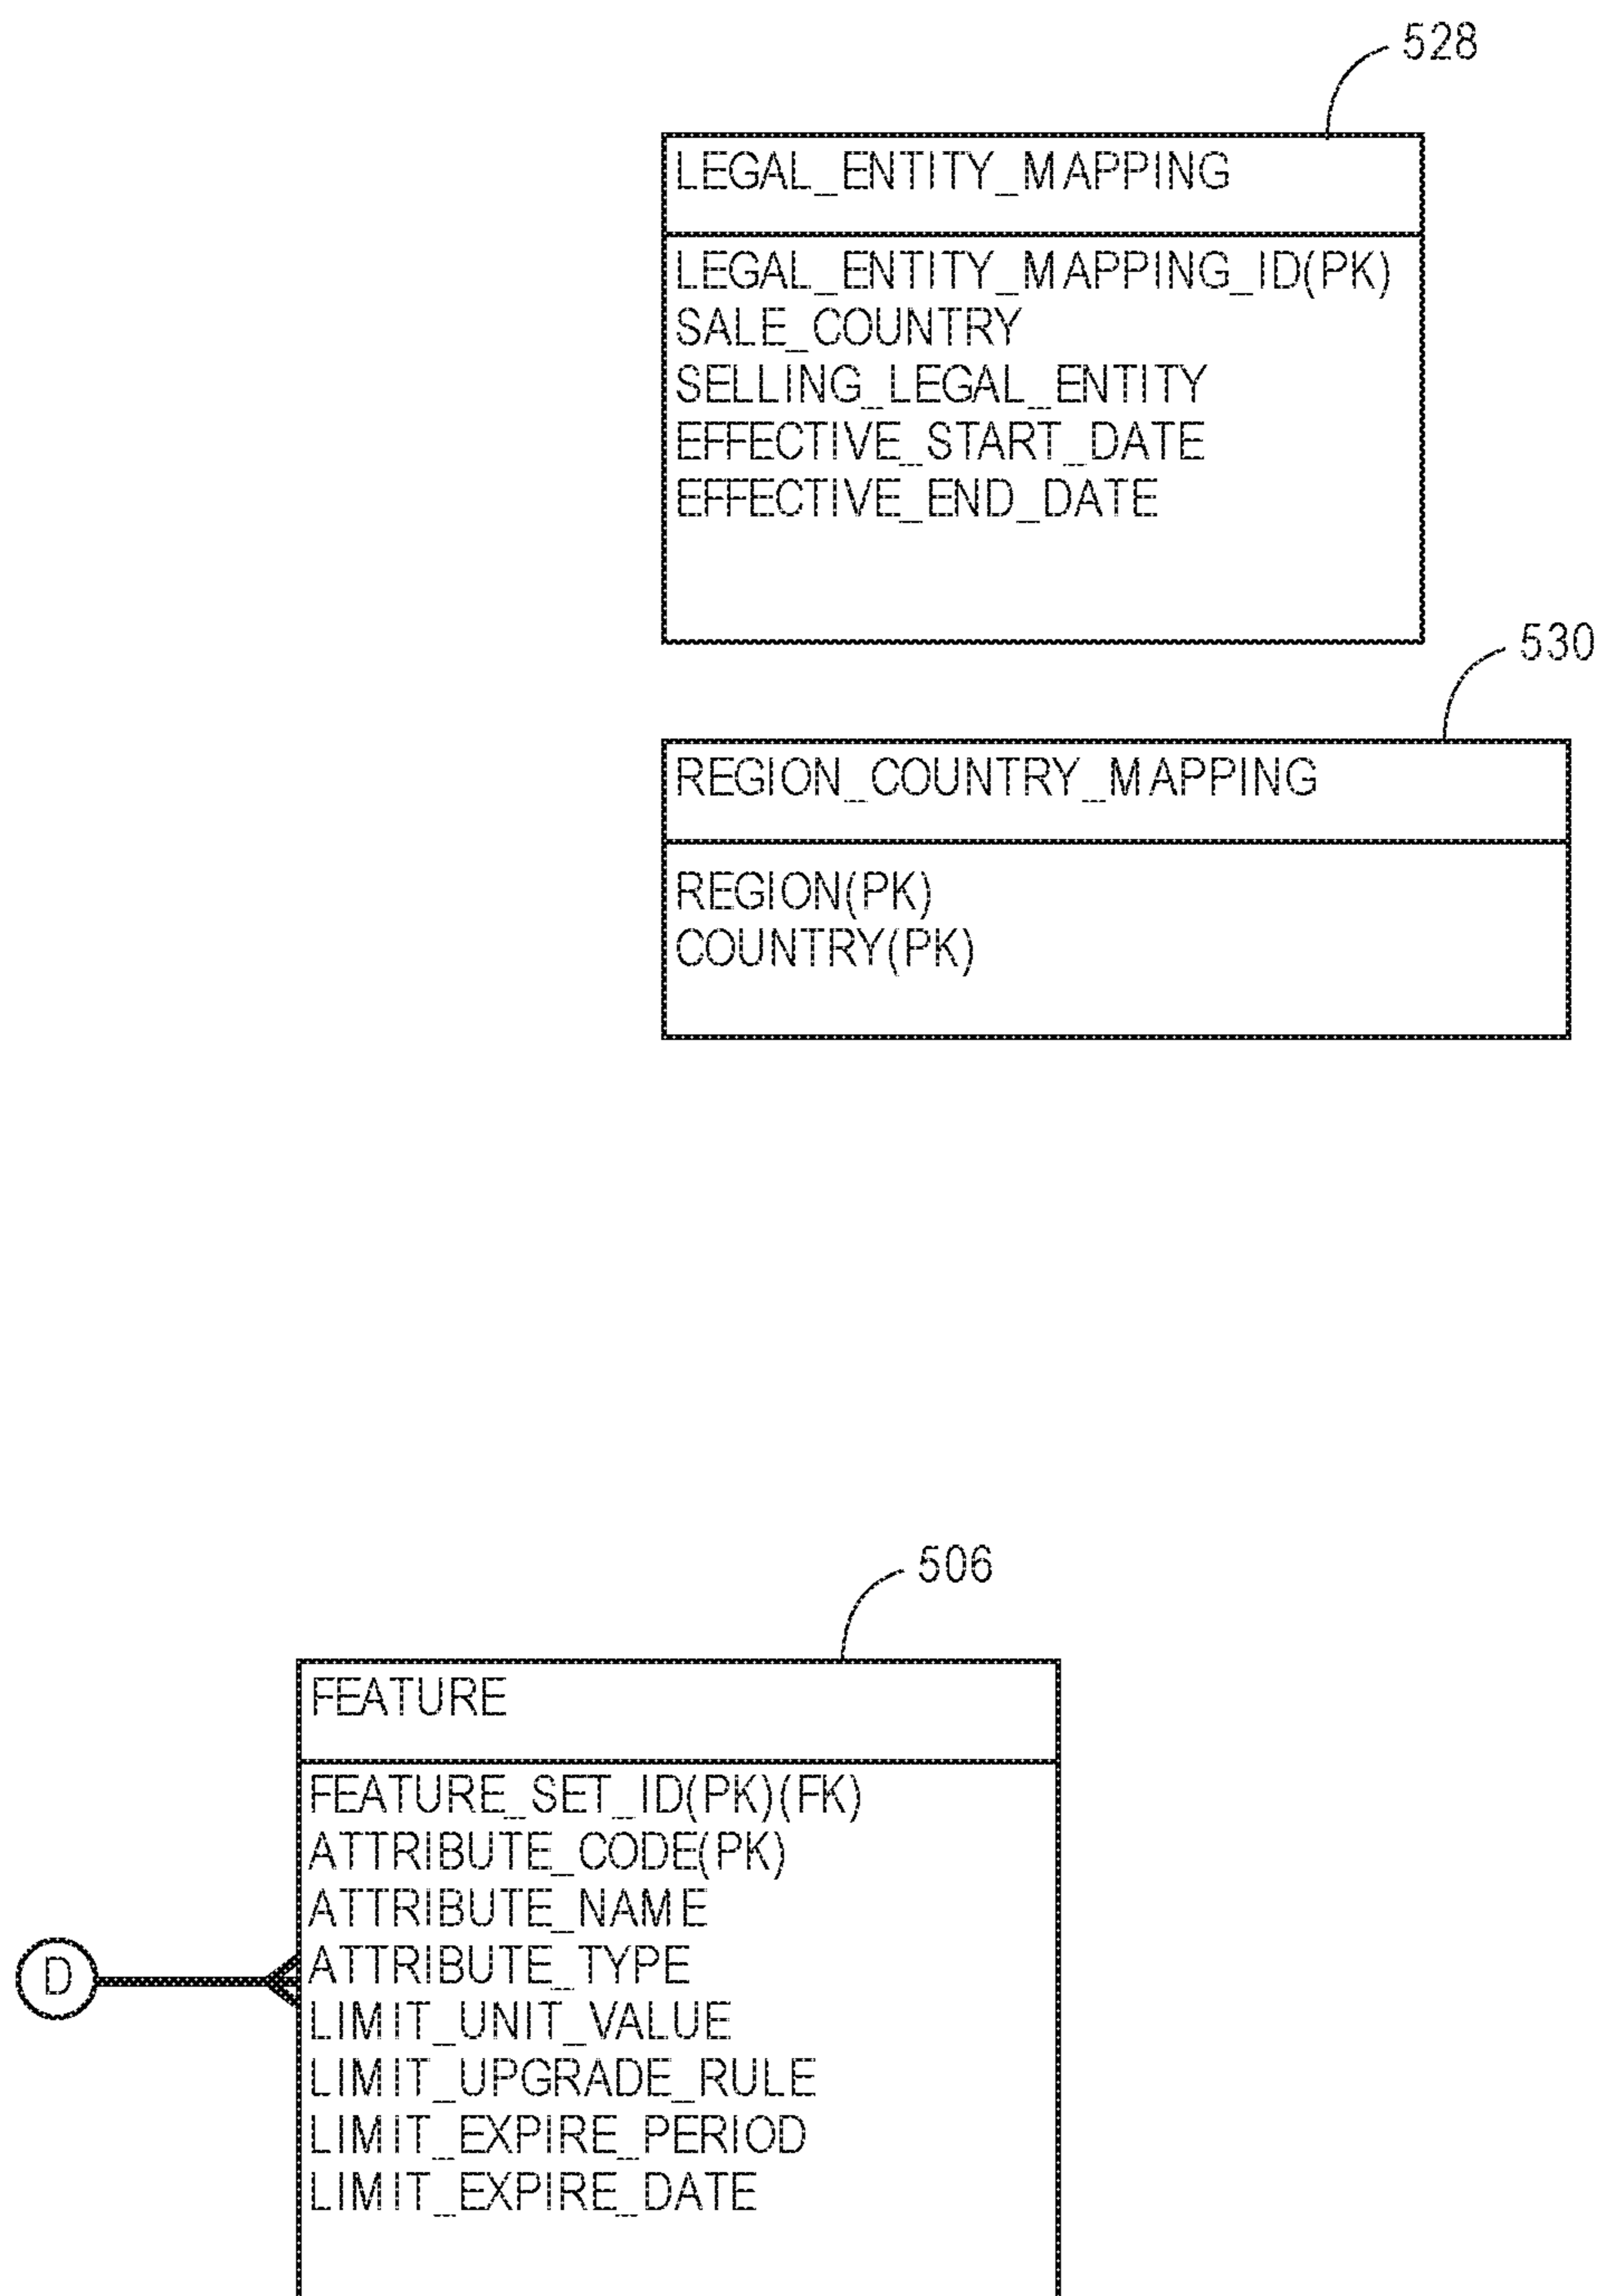 528
LEGAL_ENTITY_MAPPING
LEGAL_ENTITY_MAPPING_ID(PK)
SALE_COUNTRY
SELLING_LEGAL_ENTITY
EFFECTIVE_START_DATE
EFFECTIVE_END_DATE
530
REGION_COUNTRY_MAPPING
REGION(PK)
COUNTRY(PK)
506
FEATURE
FEATURE_SET_ID(PK)(FK)
ATTRIBUTE_CODE(PK)
ATTRIBUTE_NAME
ATTRIBUTE_TYPE
D
LIMIT_UNIT_VALUE
LIMIT_UPGRADE_RULE
LIMIT_EXPIRE_PERIOD
LIMIT_EXPIRE_DATE